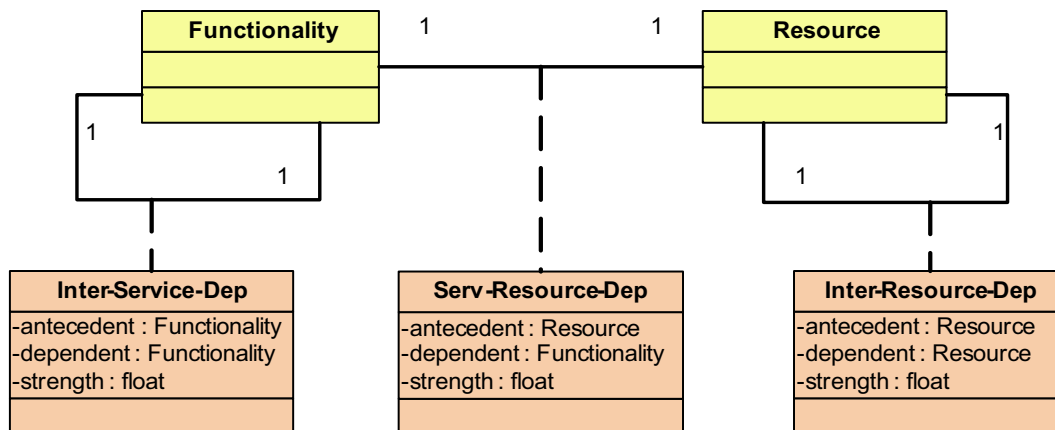 Functionality
1
1
Resource
1
1
1
1
Inter-Service-Dep
-antecedent : Functionality
-dependent : Functionality
-strength : float
Serv-Resource-Dep
-antecedent : Resource
-dependent : Functionality
-strength : float
Inter-Resource-Dep
-antecedent : Resource
-dependent : Resource
-strength : float